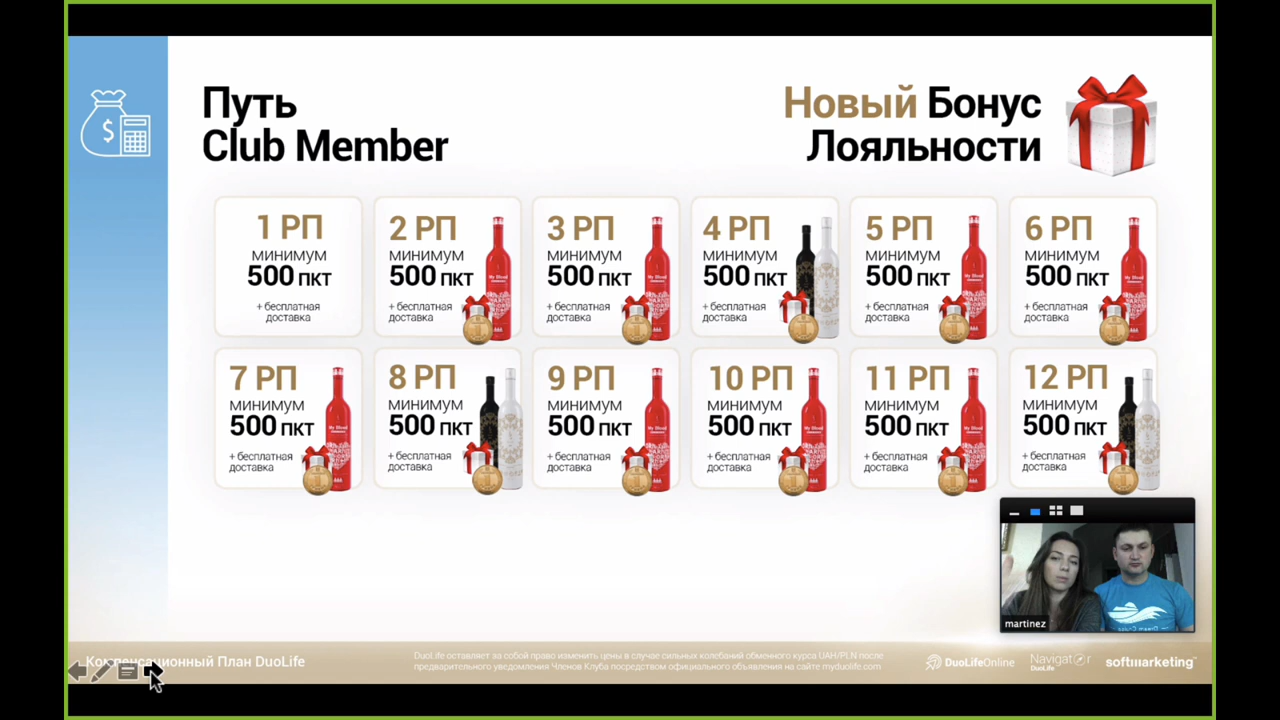 Путь
Club Member
Новый Бонус
Лояльности
1 РП
минимум
500 ПКТ
+ бесплатная
доставка
2 РП
минимум
500 ПКТ
+ бесплатная
доставка
3 РП
минимум
500 ПКТ
+ бесплатная
доставка
4 РП
минимум
500 ПКТ
+ бесплатная
доставка
5 РП
минимум
500 ПКТ
+ бесплатная
доставка
6 РП
минимум
500 ПКТ
+ бесплатная
доставка
7 РП
минимум
500 ПКТ
+ бесплатная
доставка
8 РП
минимум
500 ПКТ
+ бесплатная
доставка
9 РП
минимум
500 ПКТ
+ бесплатная
доставка
10 РП
минимум
500 ПКТ
+ бесплатная
доставка
11 РП
минимум
500 ПКТ
+ бесплатная
доставка
12 РП
минимум
500 ПКТ
+ бесплатная
доставка
martinez
Компенсационный План DuoLife
DuoLife оставляет за собой право изменить цены в случае сильных колебаний обменного курса UAH/PLN после
предварительного уведомления Членов Клуба посредством официального объявления на сайте myduolife.com
DuoLifeOnline
Navigator
DuoLife
softmarketing